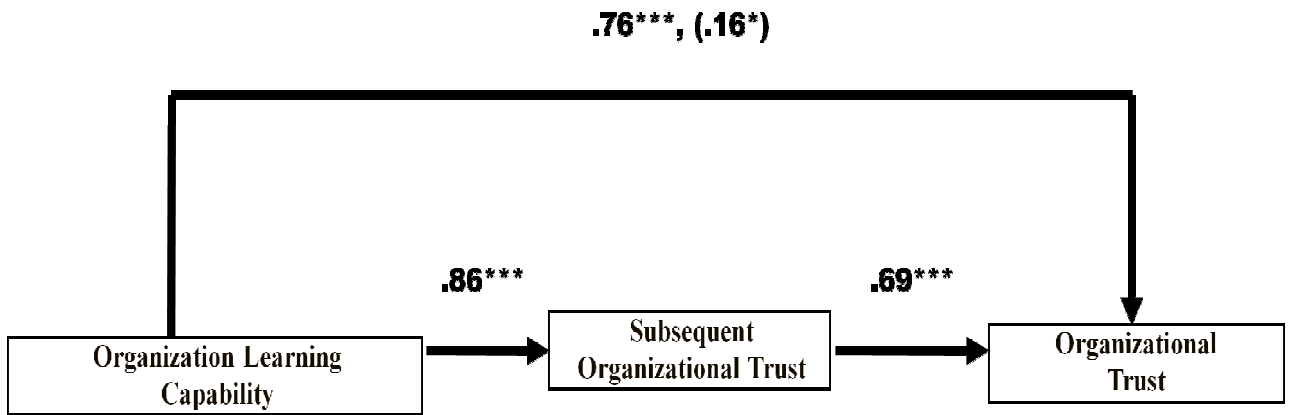 .76***, (.16*)
.86***
.69***
Organization Learning
Capability
Subsequent
Organizational Trust
Organizational
Trust